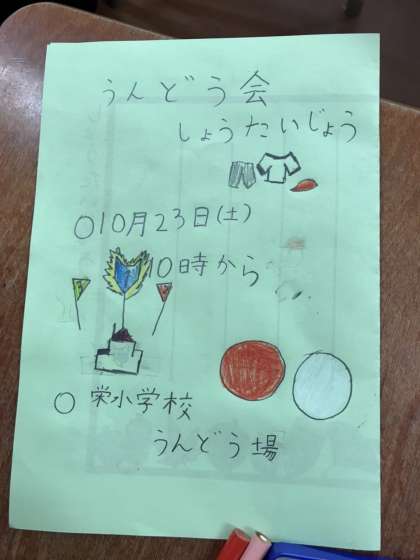 うんどう会
しょうたいじょう
○10月23日(土)
10時から
○ 栄小学校
うんどう場